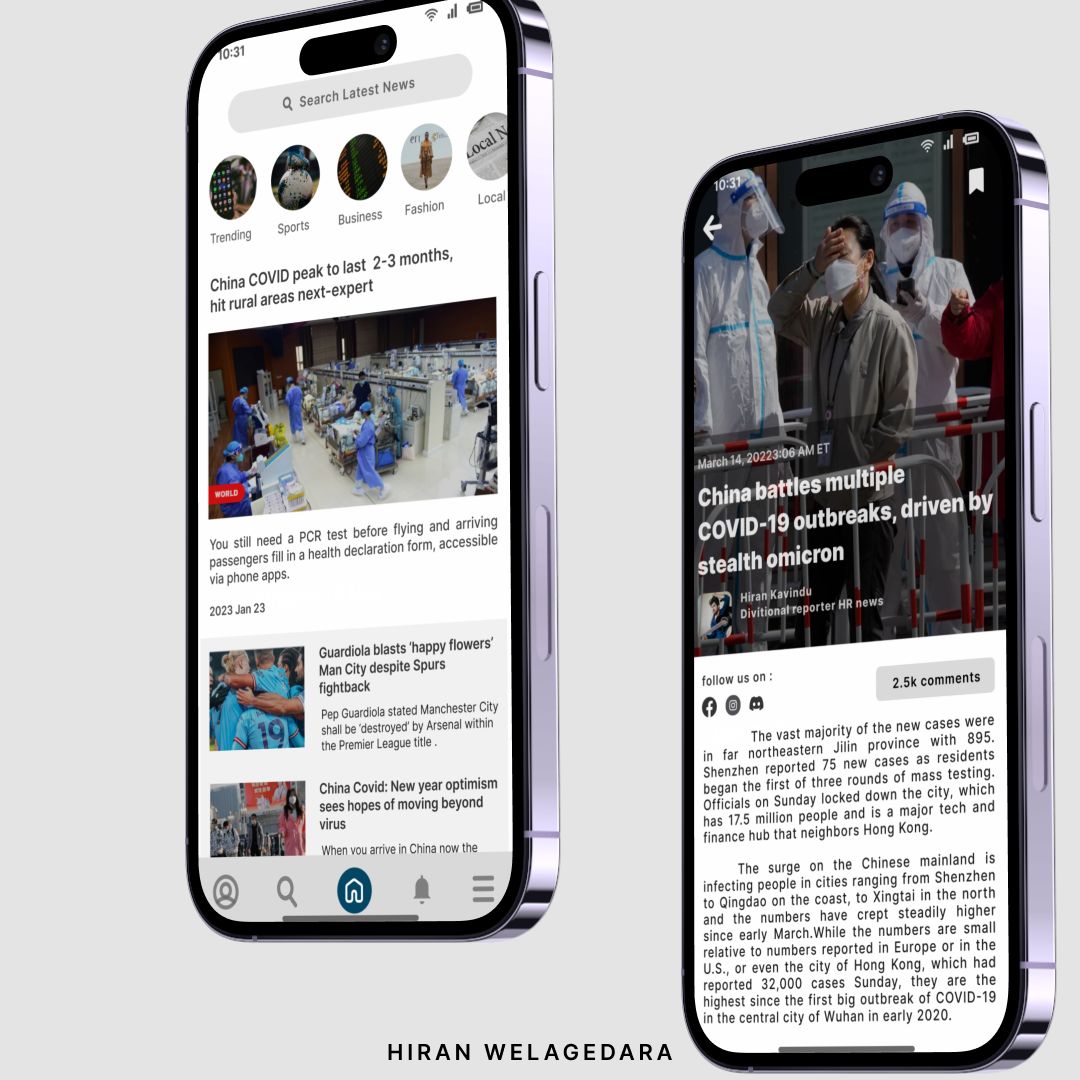 10:31
Search Latest News
Local N
Trending
Sports
Business
Fashion
Local
China COVID peak to last 2-3 months,
hit rural areas next-expert
WORLD
You still need a PCR test before flying and arriving
passengers fill in a health declaration form, accessible
via phone apps.
2023 Jan 23
Guardiola blasts ‘happy flowers’
Man City despite Spurs
fightback
Pep Guardiola stated Manchester City
shall be ‘destroyed’ by Arsenal within
the Premier League title .
19
China Covid: New year optimism
sees hopes of moving beyond
virus
When you arrive in China now the
10:31
March 14, 20223:06 AM ET
China battles multiple
COVID-19 outbreaks, driven by
stealth omicron
Hiran Kavindu
Divitional reporter HR news
follow us on :
2.5k comments
The vast majority of the new cases were
in far northeastern Jilin province with 895.
Shenzhen reported 75 new cases as residents
began the first of three rounds of mass testing.
Officials on Sunday locked down the city, which
has 17.5 million people and is a major tech and
finance hub that neighbors Hong Kong.
The surge on the Chinese mainland is
infecting people in cities ranging from Shenzhen
to Qingdao on the coast, to Xingtai in the north
and the numbers have crept steadily higher
since early March.While the numbers are small
relative to numbers reported in Europe or in the
U.S., or even the city of Hong Kong, which had
reported 32,000 cases Sunday, they are the
highest since the first big outbreak of COVID-19
in the central city of Wuhan in early 2020.
HIRAN WELAGEDARA